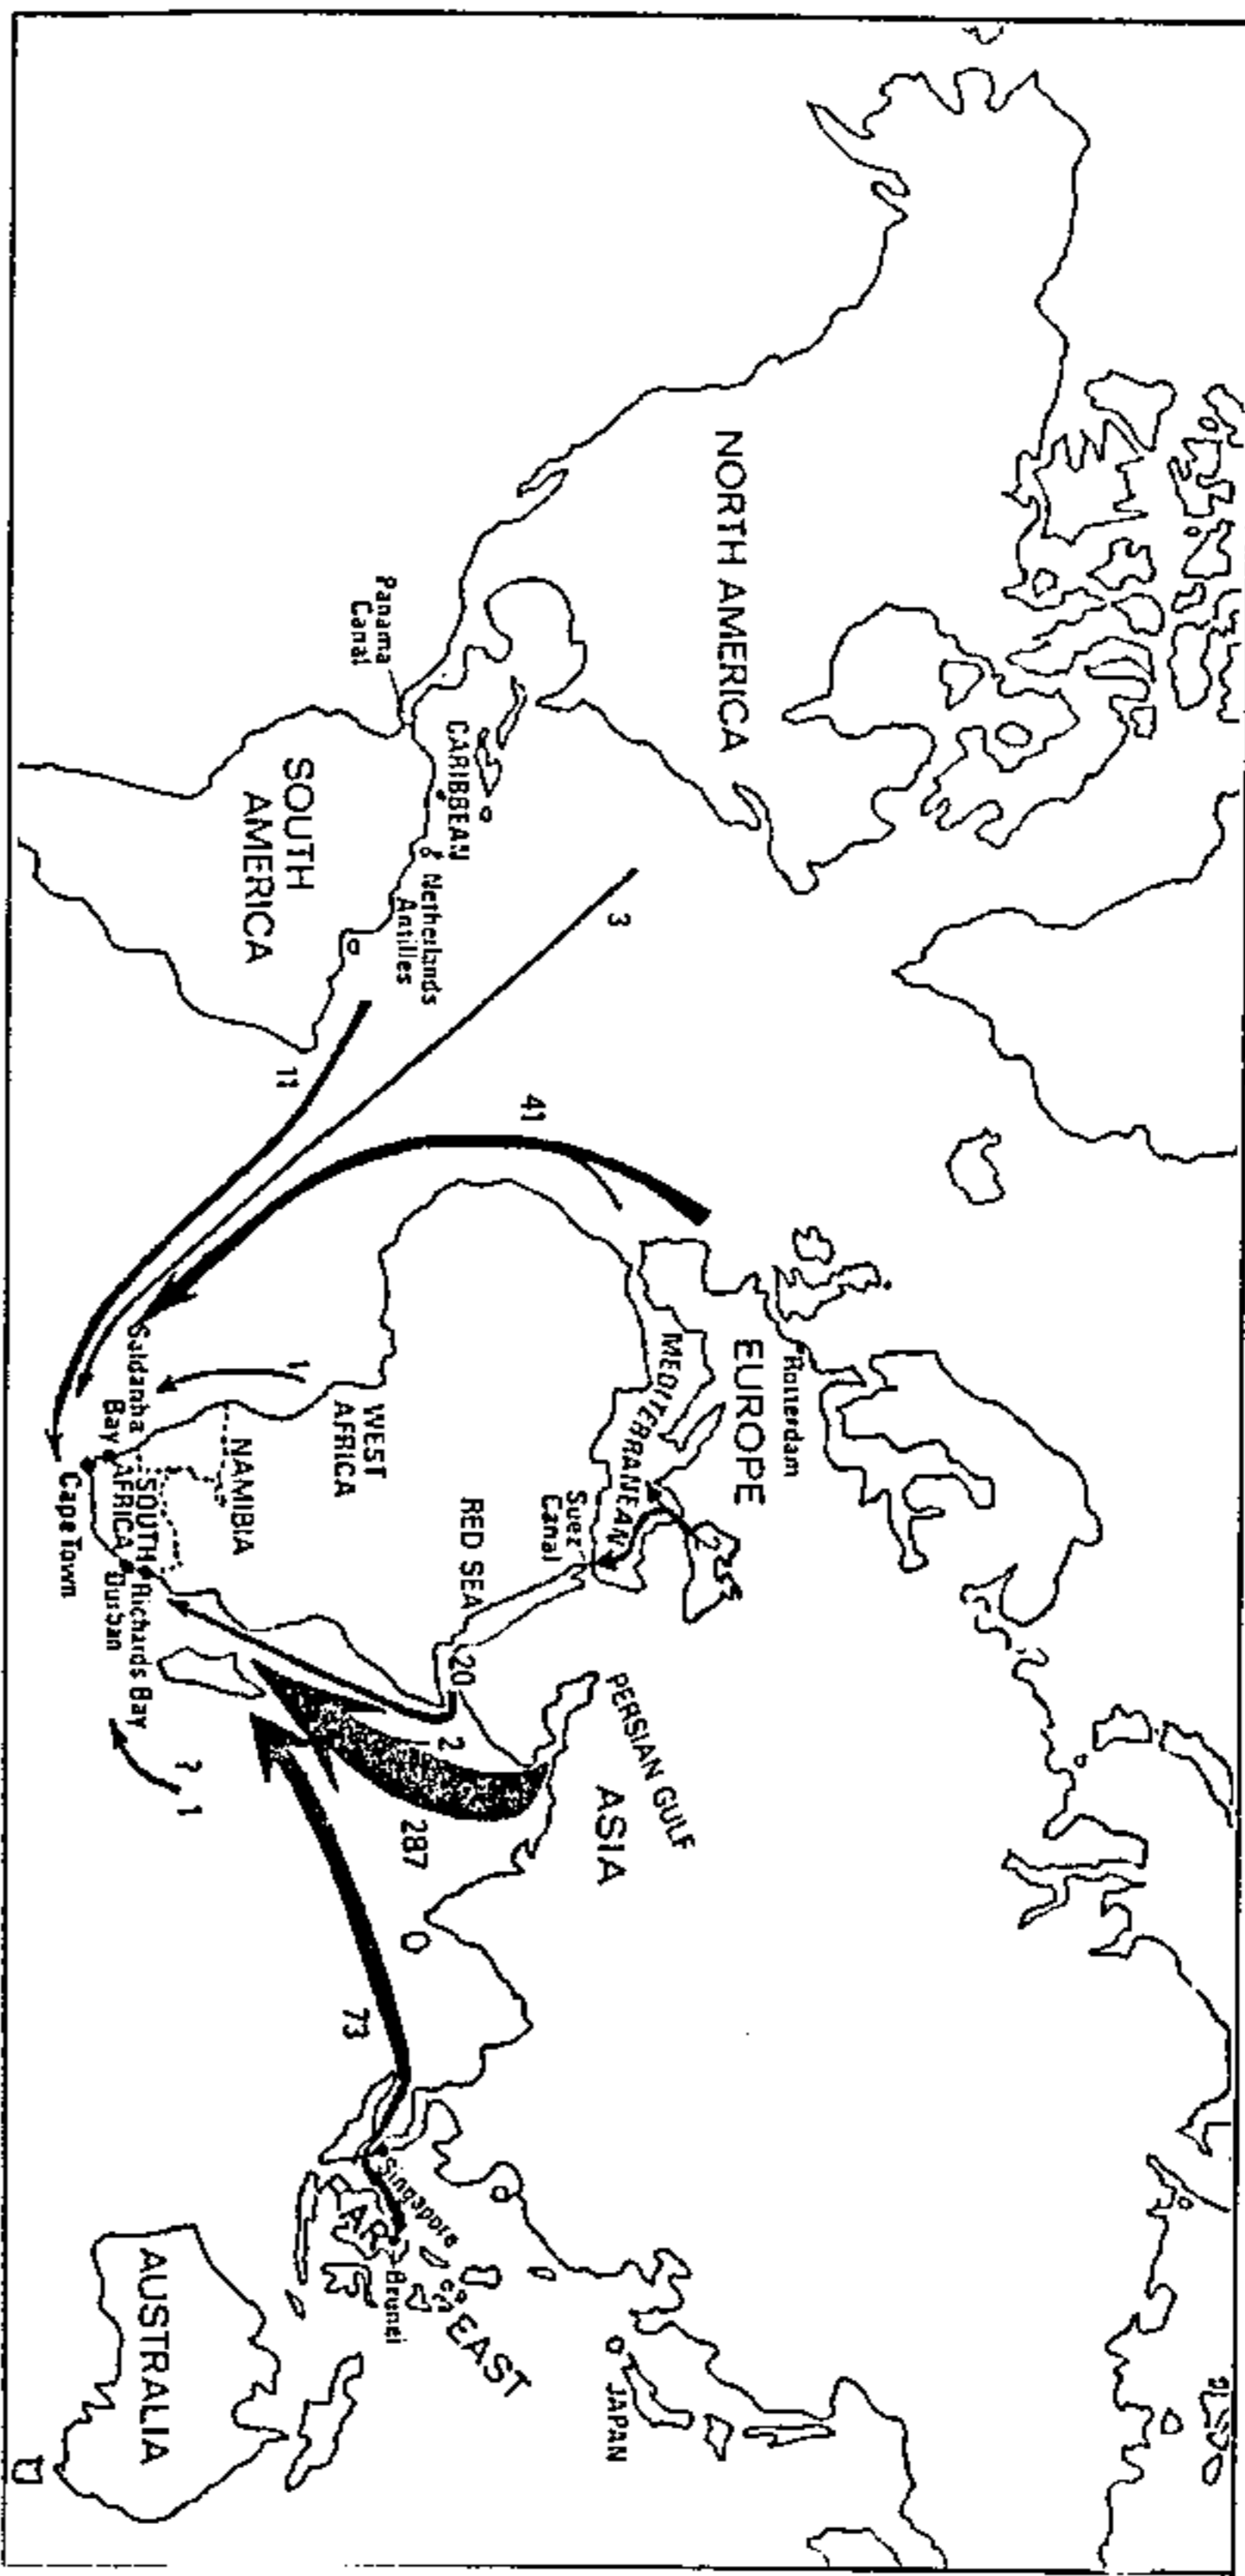 NORTH AMERICA
Panama
Canal
CARIBBEAN
Netherlands
Antilles
SOUTH
AMERICA
3
11
41
EUROPE
Rotterdam
MEDITERRANEAN
Suez
Canal
RED SEA
PERSIAN GULF
ASIA
WEST
AFRICA
1
NAMIBIA
SOUTH
AFRICA
Saldanha
Bay
Cape Town
Richards Bay
Durban
20
2
1
287
? 1
73
Singapore
Brunei
AR
EAST
JAPAN
AUSTRALIA